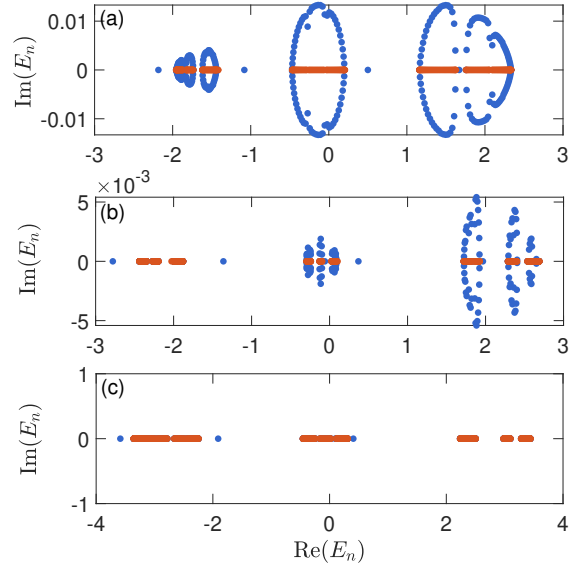 (a)
0.01
0
-0.01
Im(E_n)
-3 -2 -1 0 1 2 3
×10^-3
(b)
5
0
-5
Im(E_n)
-3 -2 -1 0 1 2 3
(c)
1
0
-1
Im(E_n)
-4 -2 0 2 4
Re(E_n)